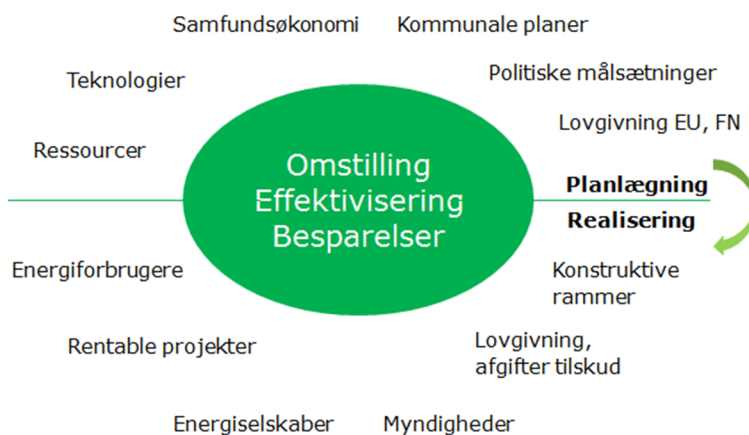 Samfundsøkonomi
Kommunale planer
Teknologier
Politiske målsætninger
Lovgivning EU, FN
Ressourcer
Omstilling
Effektivisering
Besparelser
Planlægning
Realisering
Energiforbrugere
Konstruktive
rammer
Rentable projekter
Lovgivning,
afgifter tilskud
Energiselskaber
Myndigheder